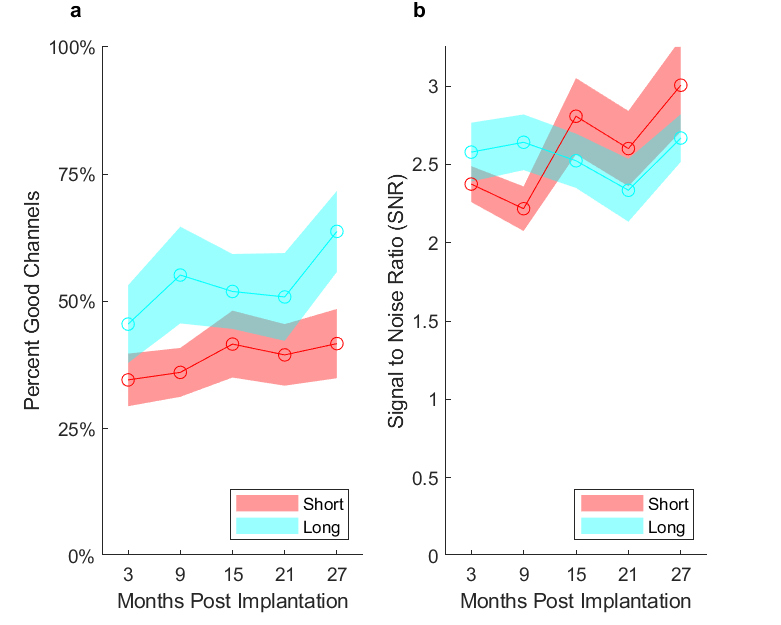 a
100%
75%
50%
25%
0%
Percent Good Channels
3 9 15 21 27
Months Post Implantation
Short
Long
b
3
2.5
2
1.5
1
0.5
0
Signal to Noise Ratio (SNR)
3 9 15 21 27
Months Post Implantation
Short
Long